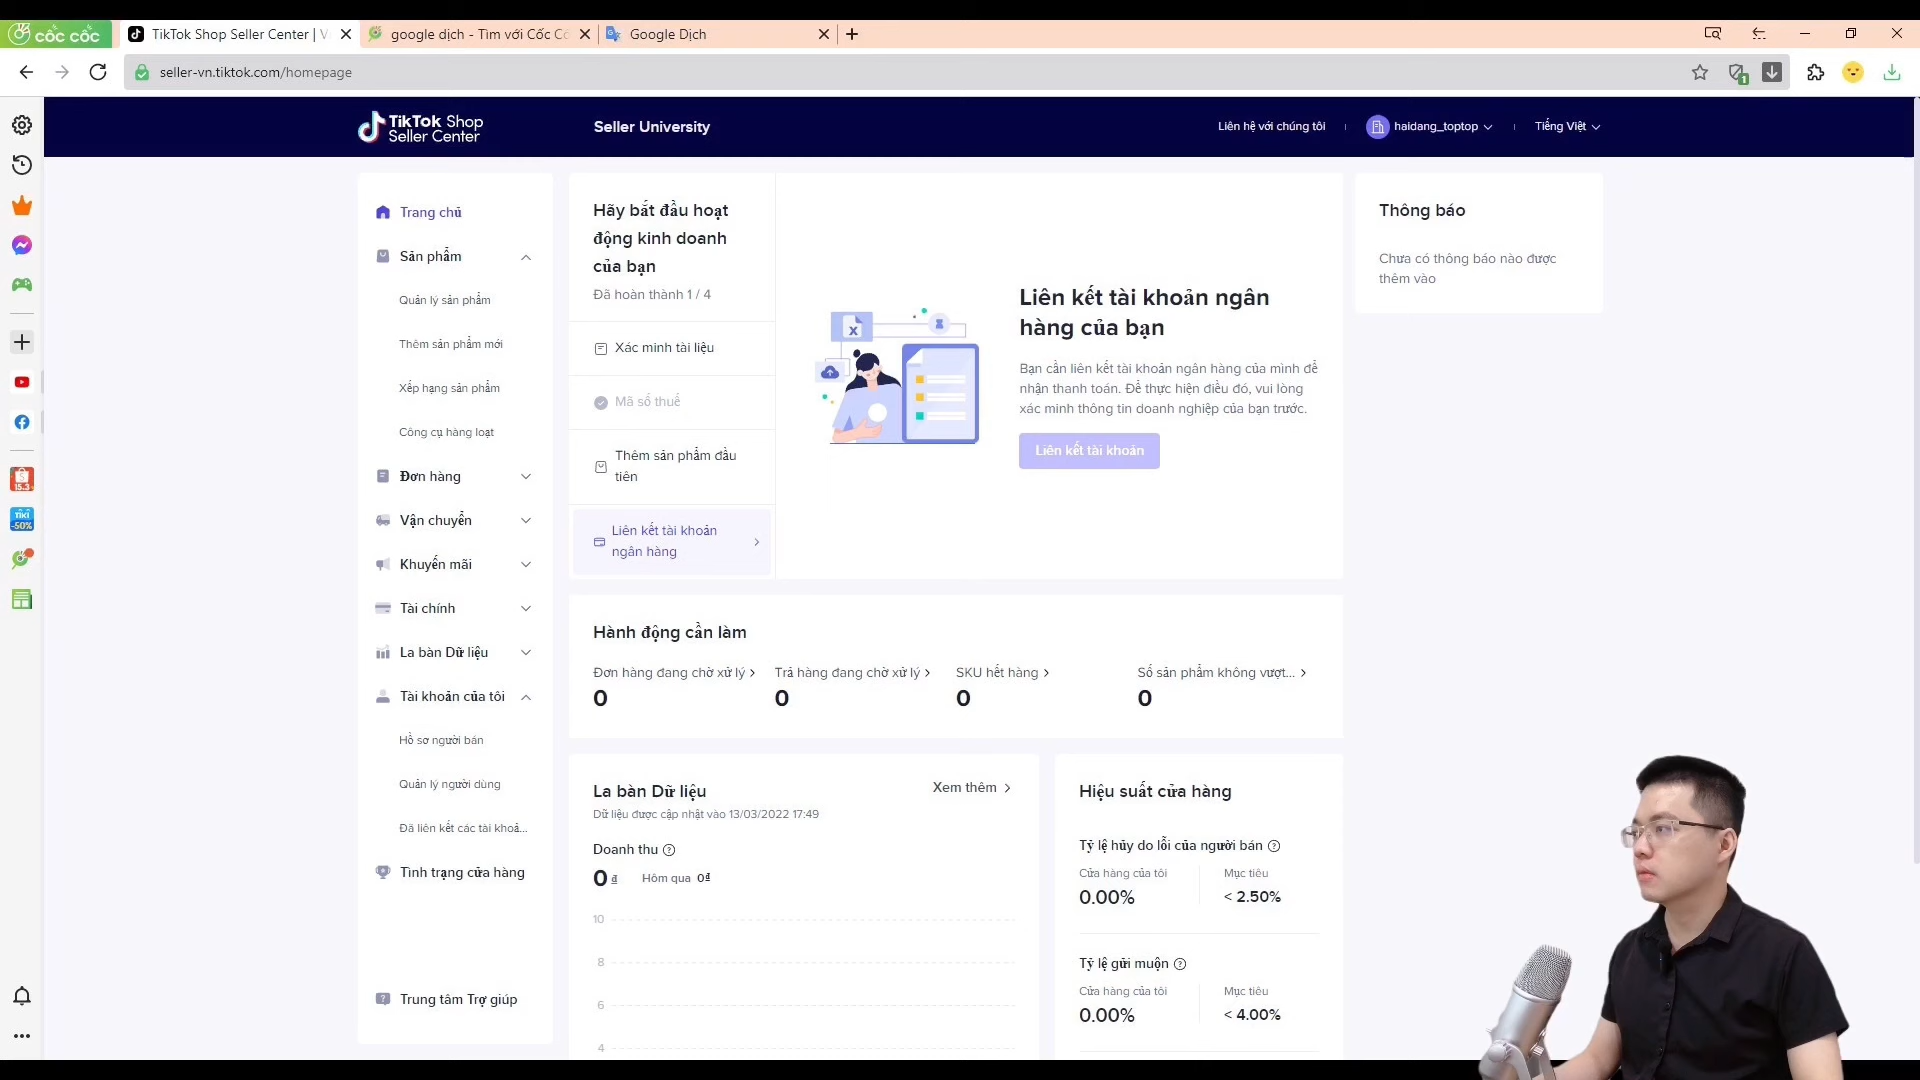 cốc cốc
TikTok Shop Seller Center | V
google dịch - Tìm với Cốc Cố
Google Dịch
seller-vn.tiktok.com/homepage
TikTok Shop
Seller Center
Seller University
Liên hệ với chúng tôi
haidang_toptop
Tiếng Việt
Trang chủ
Sản phẩm
Quản lý sản phẩm
Thêm sản phẩm mới
Xếp hạng sản phẩm
Công cụ hàng loạt
Đơn hàng
Vận chuyển
Khuyến mãi
Tài chính
La bàn Dữ liệu
Tài khoản của tôi
Hồ sơ người bán
Quản lý người dùng
Đã liên kết các tài khoả...
Tình trạng cửa hàng
Trung tâm Trợ giúp
Hãy bắt đầu hoạt
động kinh doanh
của bạn
Đã hoàn thành 1 / 4
Xác minh tài liệu
Mã số thuế
Thêm sản phẩm đầu
tiên
Liên kết tài khoản
ngân hàng
Liên kết tài khoản ngân
hàng của bạn
Bạn cần liên kết tài khoản ngân hàng của mình để
nhận thanh toán. Để thực hiện điều đó, vui lòng
xác minh thông tin doanh nghiệp của bạn trước.
Liên kết tài khoản
Thông báo
Chưa có thông báo nào được
thêm vào
Hành động cần làm
Đơn hàng đang chờ xử lý
0
Trả hàng đang chờ xử lý
0
SKU hết hàng
0
Số sản phẩm không vượt...
0
La bàn Dữ liệu
Xem thêm
Dữ liệu được cập nhật vào 13/03/2022 17:49
Doanh thu
0 ₫
Hôm qua 0₫
10
8
6
4
Hiệu suất cửa hàng
Tỷ lệ hủy do lỗi của người bán
Cửa hàng của tôi
0.00%
Mục tiêu
< 2.50%
Tỷ lệ gửi muộn
Cửa hàng của tôi
0.00%
Mục tiêu
< 4.00%
15.3
TIKI
-50%
1
X